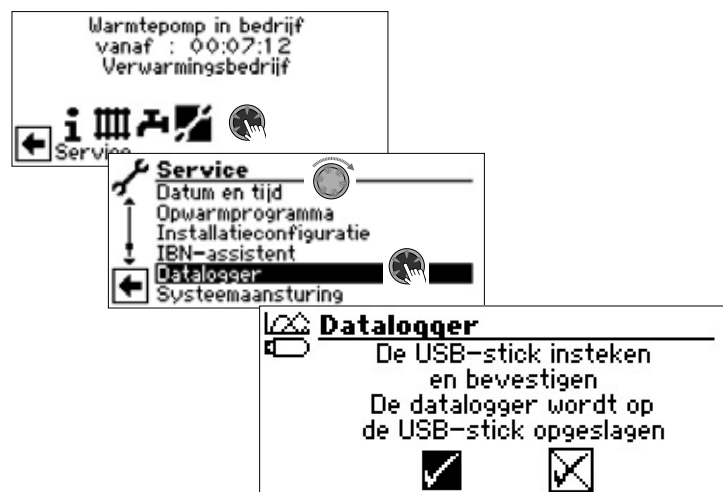 Warmtepomp in bedrijf
vanaf : 00:07:12
Verwarmingsbedrijf
Service
Service
Datum en tijd
Opwarmprogramma
Installatieconfiguratie
IBN-assistent
Datalogger
Systeemaansturing
Datalogger
De USB-stick insteken
en bevestigen
De datalogger wordt op
de USB-stick opgeslagen